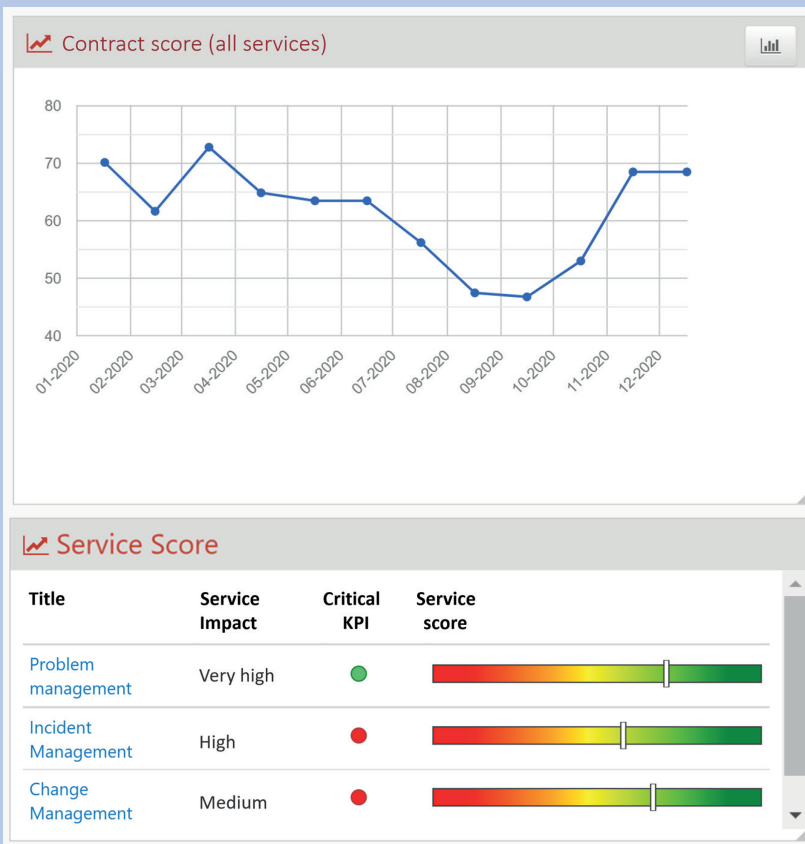 Contract score (all services)
80
70
60
50
40
01-2020
02-2020
03-2020
04-2020
05-2020
06-2020
07-2020
08-2020
09-2020
10-2020
11-2020
12-2020
Service Score
Title
Service
Impact
Critical
KPI
Service
score
Problem
management
Very high
Incident
Management
High
Change
Management
Medium